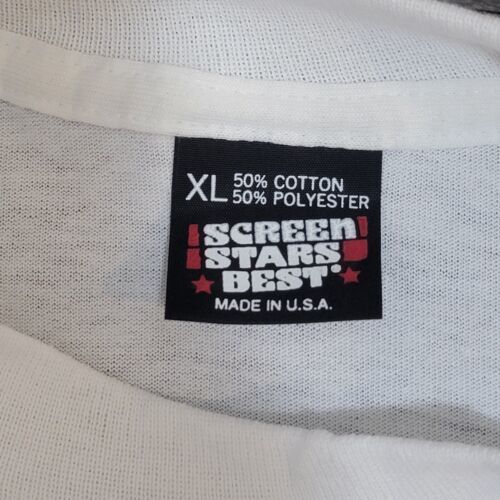 XL 50% COTTON
50% POLYESTER
SCREEN
STARS
BEST®
MADE IN U.S.A.